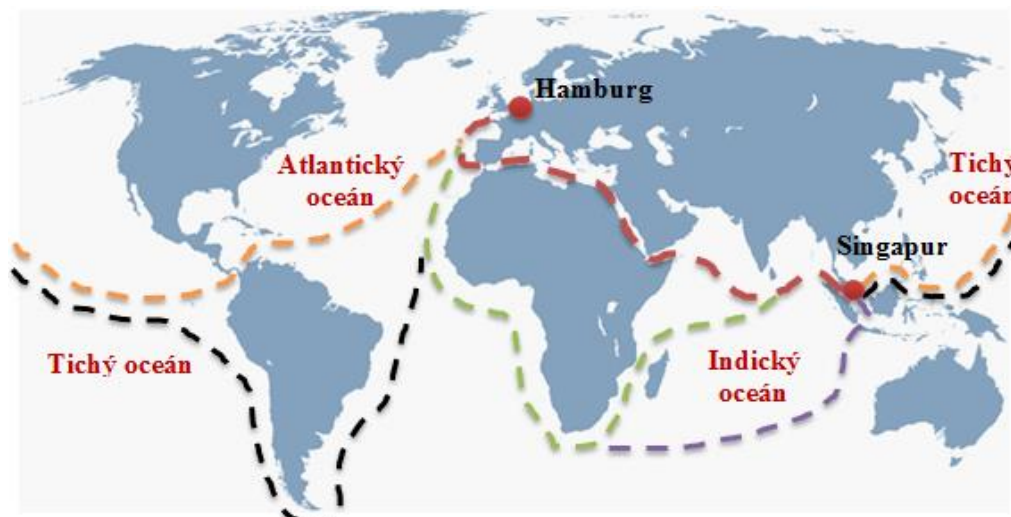 Hamburg
Atlantický
oceán
Tichý
oceán
Singapur
Tichý oceán
Indický
oceán